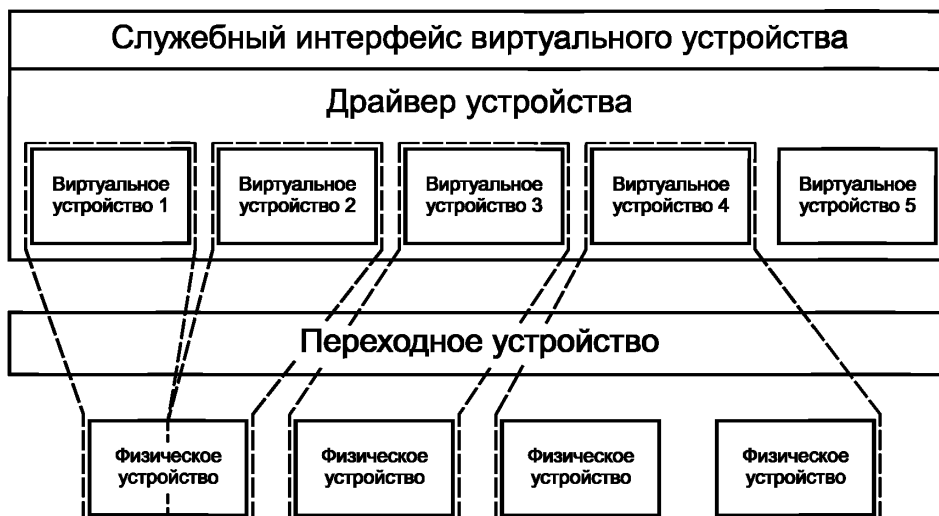 Служебный интерфейс виртуального устройства
Драйвер устройства
Виртуальное
устройство 1
Виртуальное
устройство 2
Виртуальное
устройство 3
Виртуальное
устройство 4
Виртуальное
устройство 5
Переходное устройство
Физическое
устройство
Физическое
устройство
Физическое
устройство
Физическое
устройство